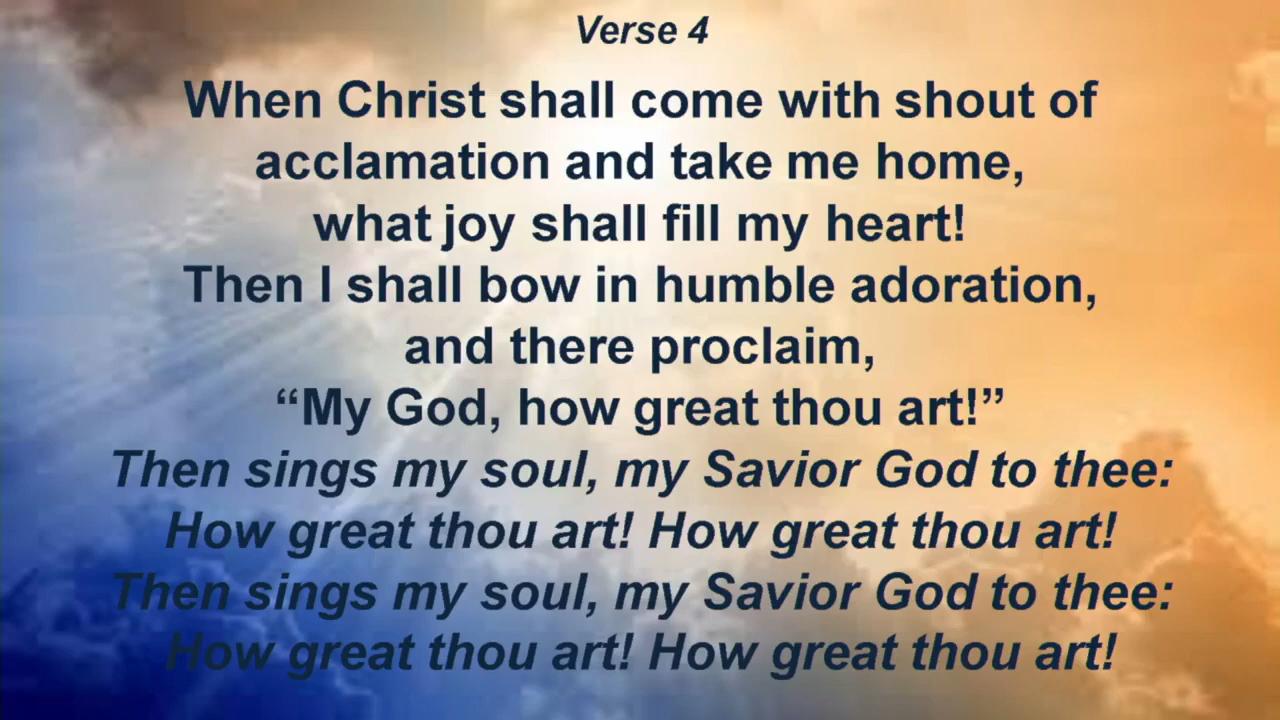 Verse 4
When Christ shall come with shout of
acclamation and take me home,
what joy shall fill my heart!
Then I shall bow in humble adoration,
and there proclaim,
“My God, how great thou art!”
Then sings my soul, my Savior God to thee:
How great thou art! How great thou art!
Then sings my soul, my Savior God to thee:
How great thou art! How great thou art!